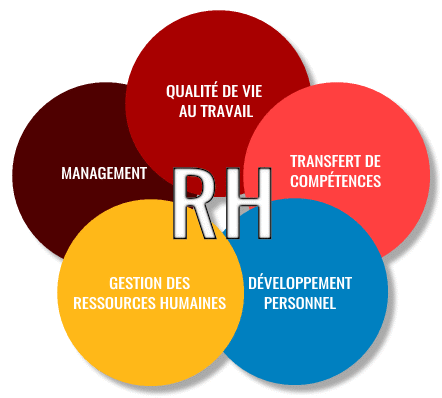 QUALITÉ DE VIE
AU TRAVAIL
MANAGEMENT
TRANSFERT DE
COMPÉTENCES
RH
GESTION DES
RESSOURCES HUMAINES
DÉVELOPPEMENT
PERSONNEL